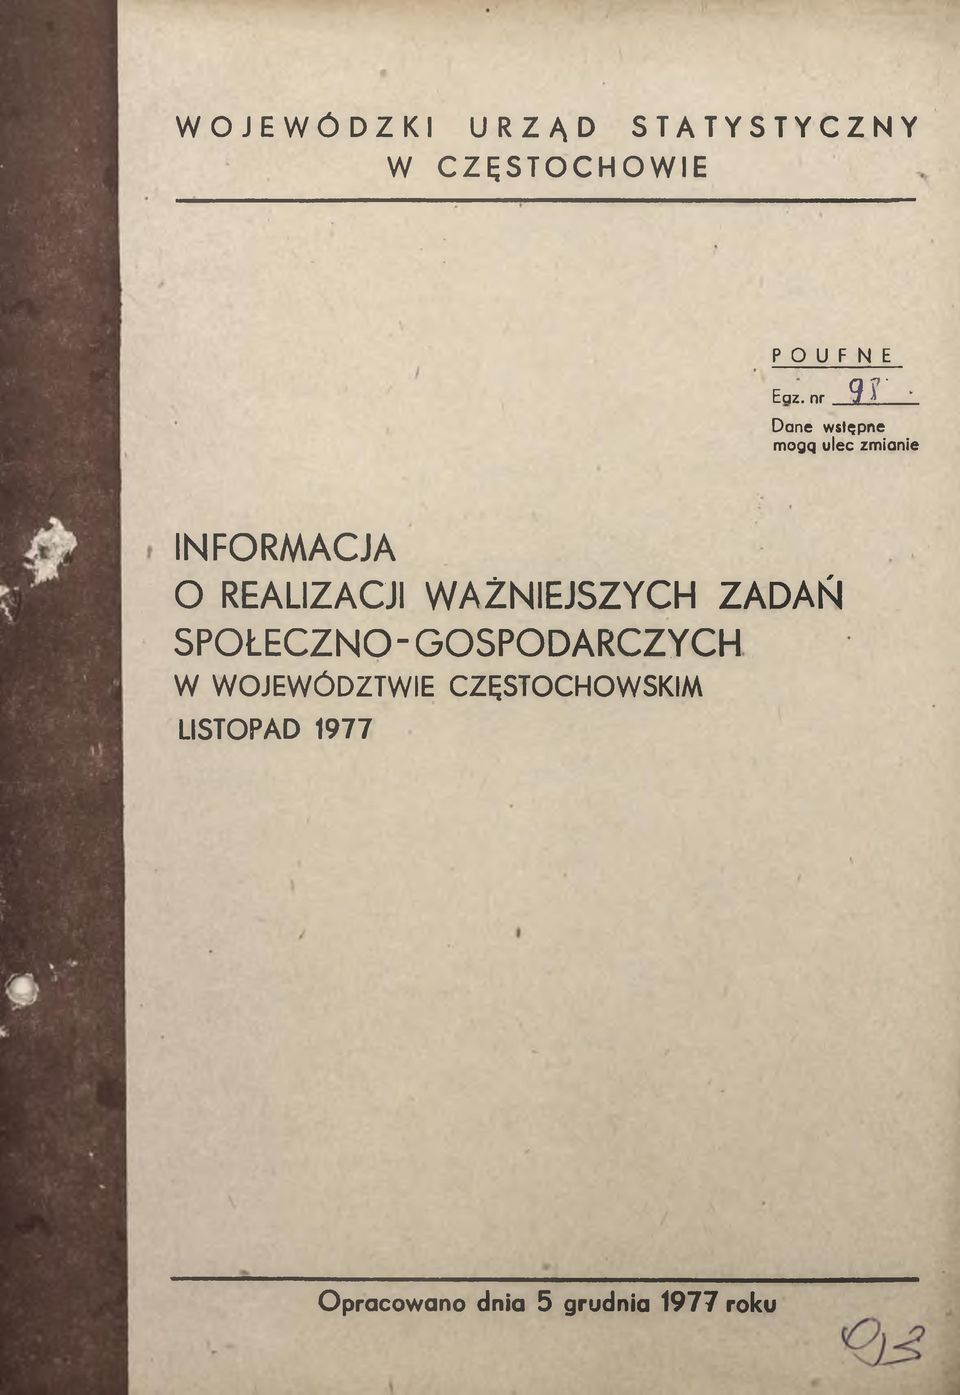 WOJEWÓDZKI URZĄD STATYSTYCZNY
W CZĘSTOCHOWIE
POUFNE
Egz. nr
Dane wstępne
mogą ulec zmianie
INFORMACJA
O REALIZACJI WAŻNIEJSZYCH ZADAŃ
SPOŁECZNO-GOSPODARCZYCH
W WOJEWÓDZTWIE CZĘSTOCHOWSKIM
LISTOPAD 1977
Opracowano dnia 5 grudnia 1977 roku